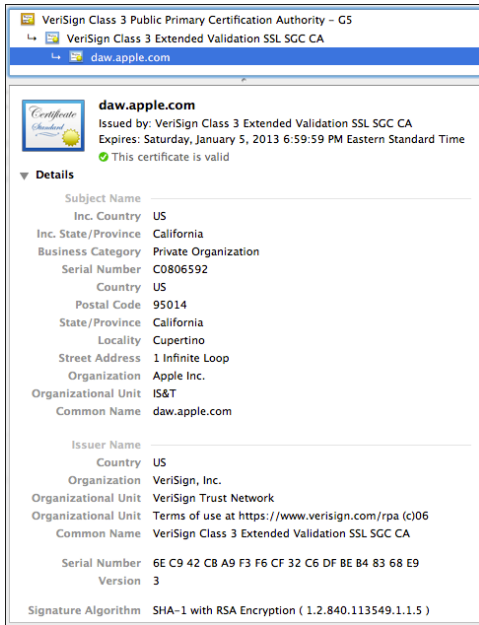 VeriSign Class 3 Public Primary Certification Authority - G5
↳ VeriSign Class 3 Extended Validation SSL SGC CA
↳ daw.apple.com
Certificate
Standard
daw.apple.com
Issued by: VeriSign Class 3 Extended Validation SSL SGC CA
Expires: Saturday, January 5, 2013 6:59:59 PM Eastern Standard Time
This certificate is valid
Details
Subject Name
Inc. Country US
Inc. State/Province California
Business Category Private Organization
Serial Number C0806592
Country US
Postal Code 95014
State/Province California
Locality Cupertino
Street Address 1 Infinite Loop
Organization Apple Inc.
Organizational Unit IS&T
Common Name daw.apple.com
Issuer Name
Country US
Organization VeriSign, Inc.
Organizational Unit VeriSign Trust Network
Organizational Unit Terms of use at https://www.verisign.com/rpa (c)06
Common Name VeriSign Class 3 Extended Validation SSL SGC CA
Serial Number 6E C9 42 CB A9 F3 F6 CF 32 C6 DF BE B4 83 68 E9
Version 3
Signature Algorithm SHA-1 with RSA Encryption ( 1.2.840.113549.1.1.5 )